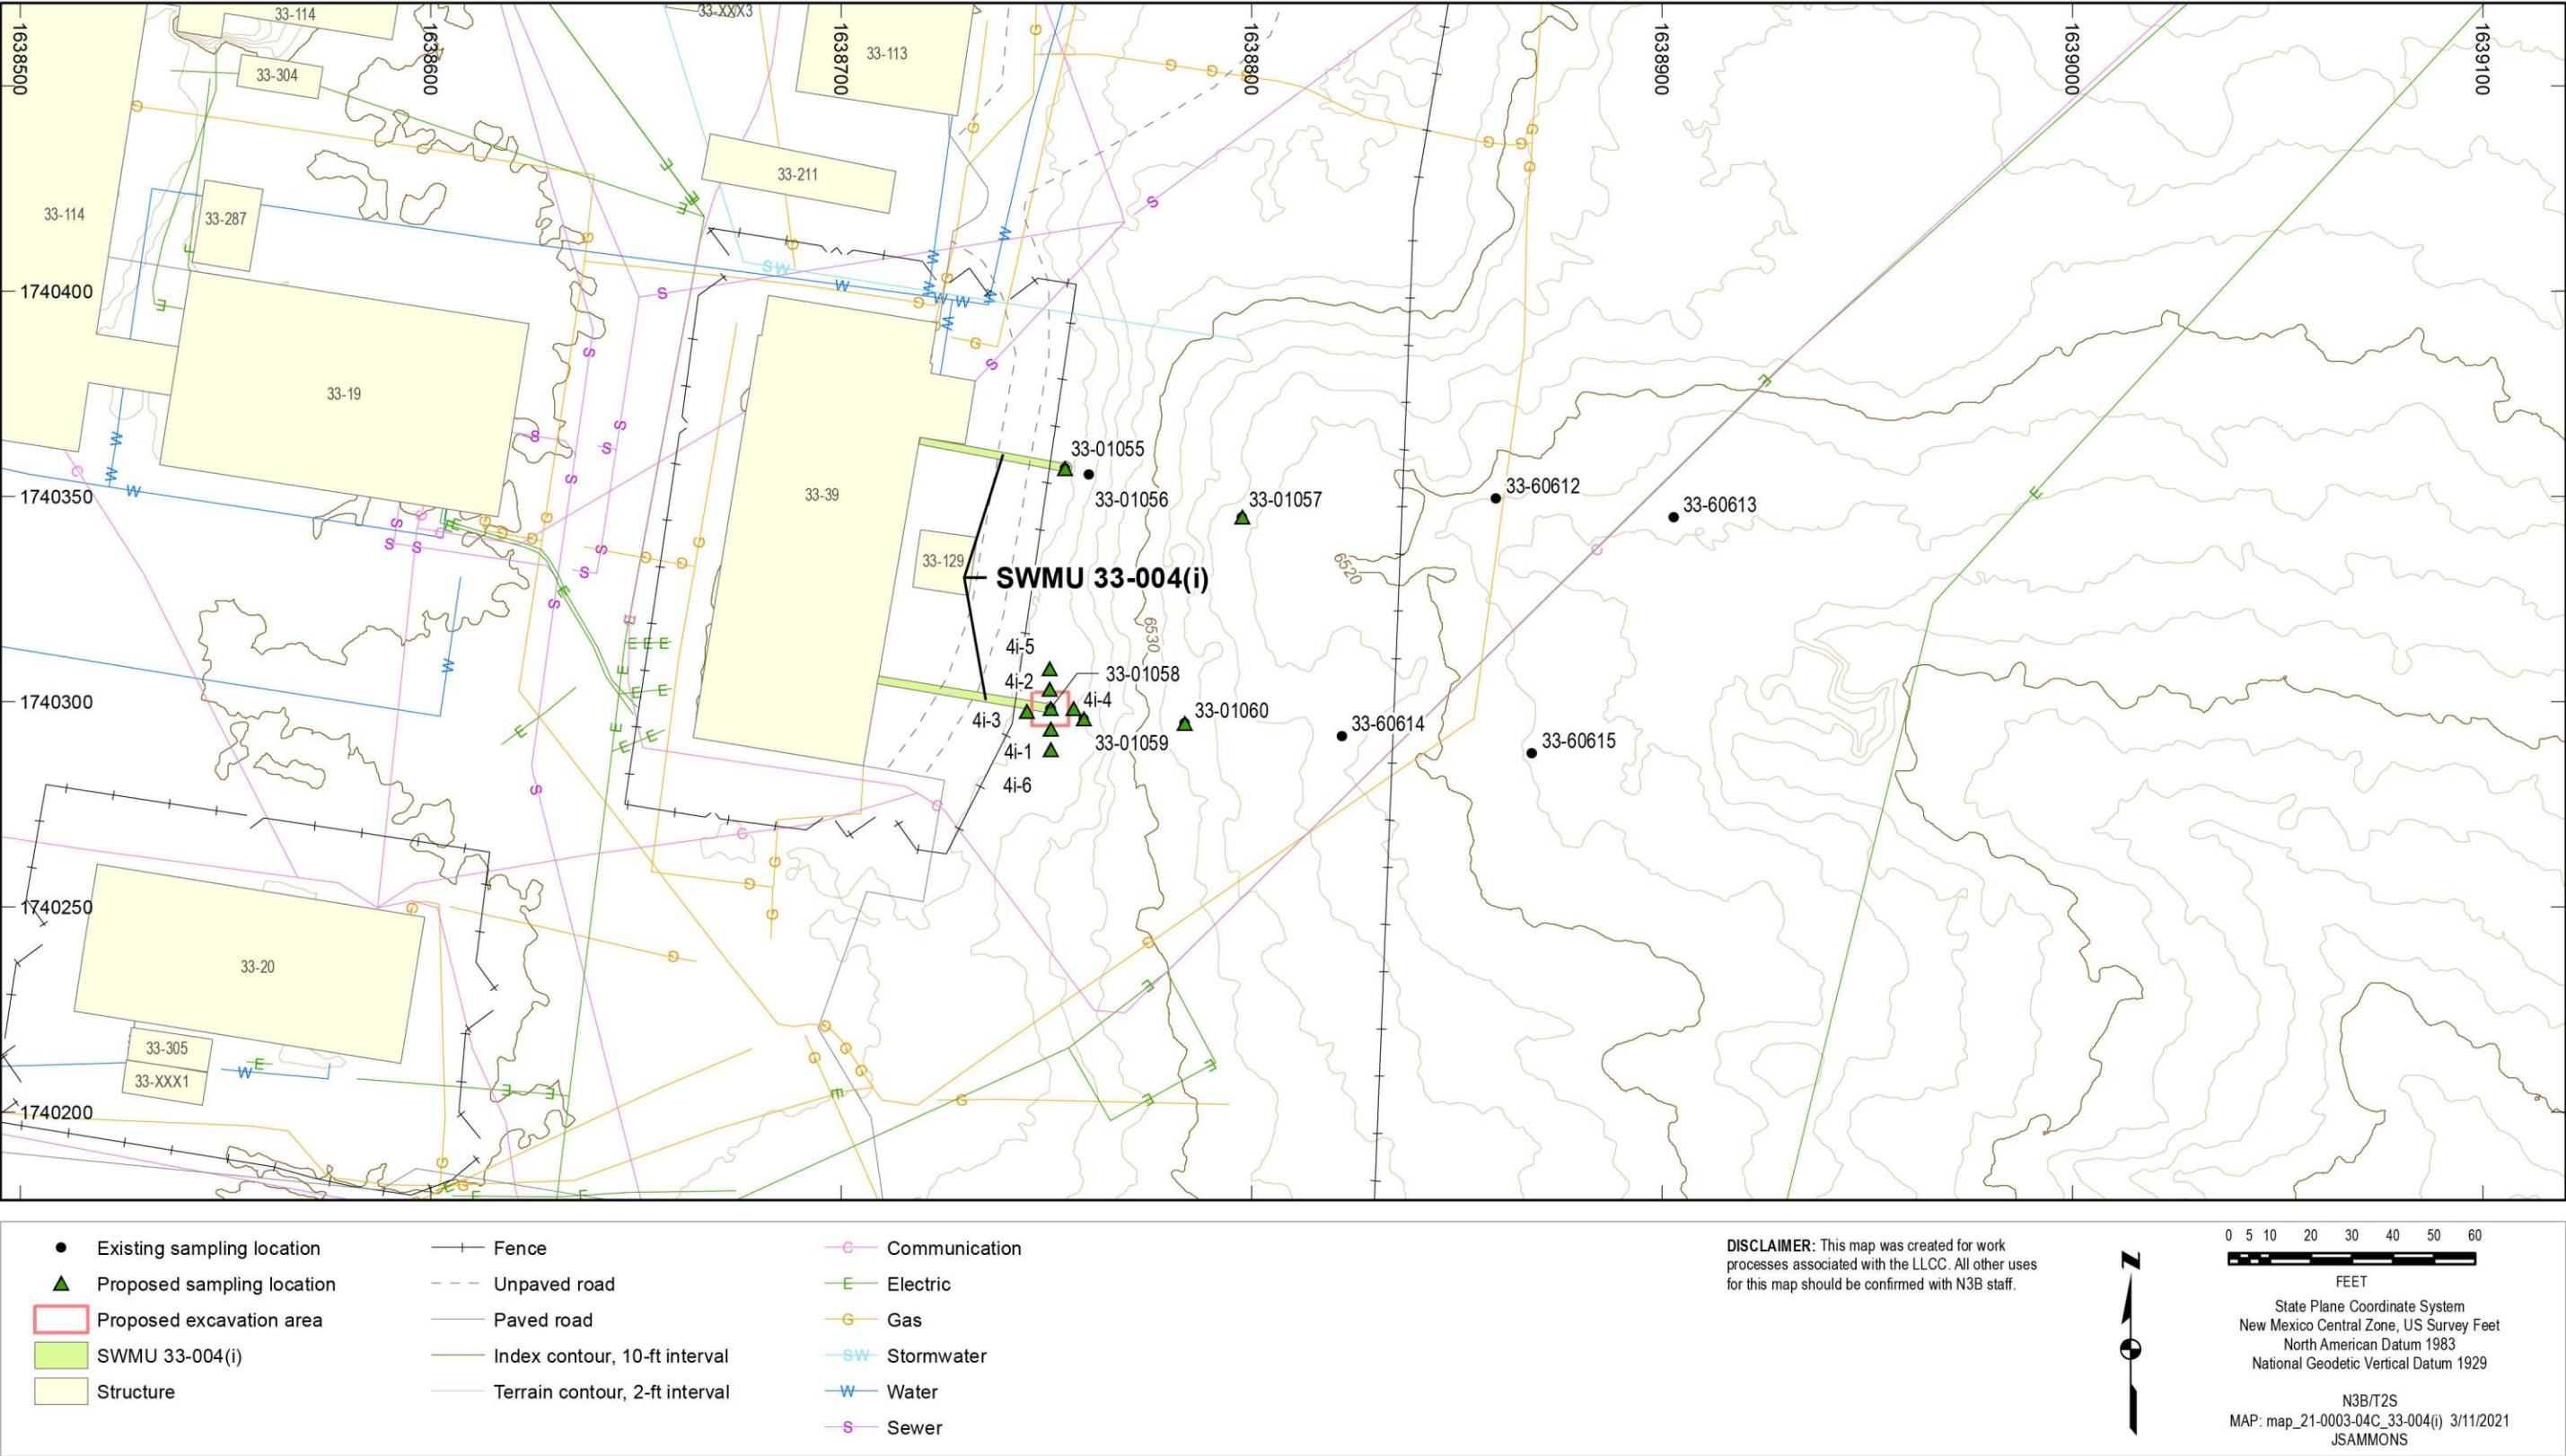 33-114
33-XXX3
1638500
1638600
1638700
1638800
1638900
1639000
1639100
33-304
33-113
33-211
33-114
33-287
SW
1740400
33-19
33-39
33-01055
33-01056
33-01057
33-60612
33-60613
1740350
33-129
SWMU 33-004(i)
6520
6530
4i-5
4i-2
33-01058
4i-4
4i-3
33-01060
1740300
33-01059
33-60614
33-60615
4i-1
4i-6
1740250
33-20
33-305
33-XXX1
1740200
Existing sampling location
Proposed sampling location
Proposed excavation area
SWMU 33-004(i)
Structure
Fence
Unpaved road
Paved road
Index contour, 10-ft interval
Terrain contour, 2-ft interval
C Communication
E Electric
G Gas
SW Stormwater
W Water
S Sewer
DISCLAIMER: This map was created for work
processes associated with the LLCC. All other uses
for this map should be confirmed with N3B staff.
N
0 5 10 20 30 40 50 60
FEET
State Plane Coordinate System
New Mexico Central Zone, US Survey Feet
North American Datum 1983
National Geodetic Vertical Datum 1929
N3B/T2S
MAP: map_21-0003-04C_33-004(i) 3/11/2021
JSAMMONS